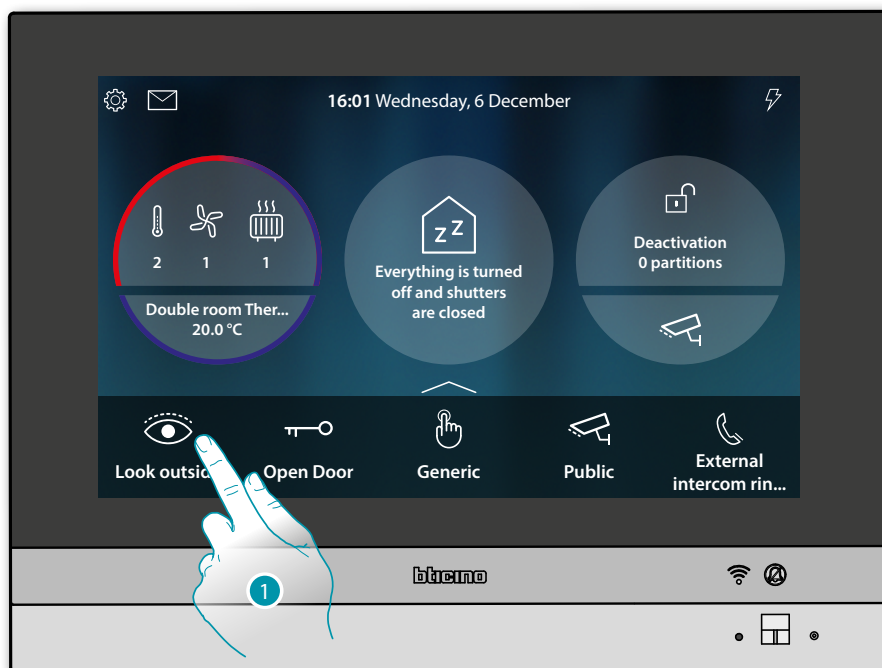 16:01 Wednesday, 6 December
2 1 1
Double room Ther...
20.0 °C
z Z
Everything is turned
off and shutters
are closed
Deactivation
0 partitions
Look outsid
Open Door
Generic
Public
External
intercom rin...
bticino
1